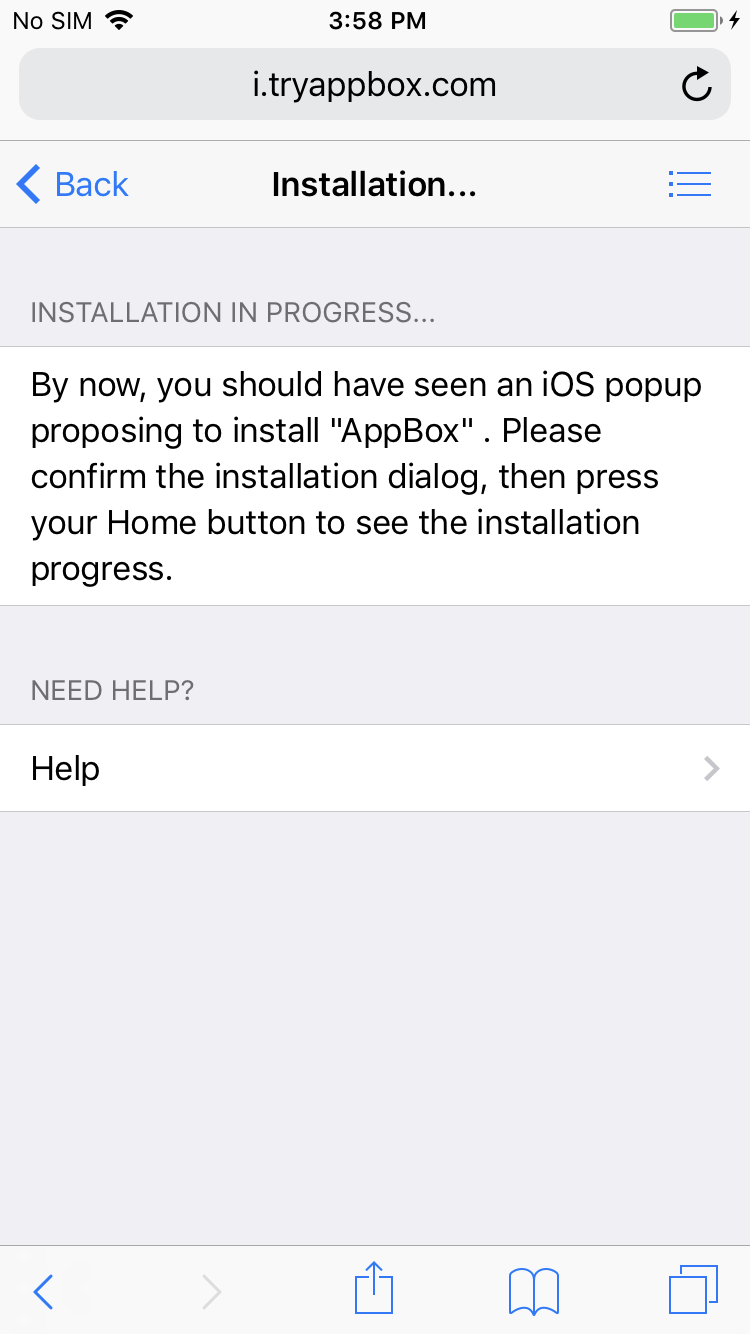 No SIM 3:58 PM
i.tryappbox.com
Back Installation...
INSTALLATION IN PROGRESS...
By now, you should have seen an iOS popup
proposing to install "AppBox" . Please
confirm the installation dialog, then press
your Home button to see the installation
progress.
NEED HELP?
Help